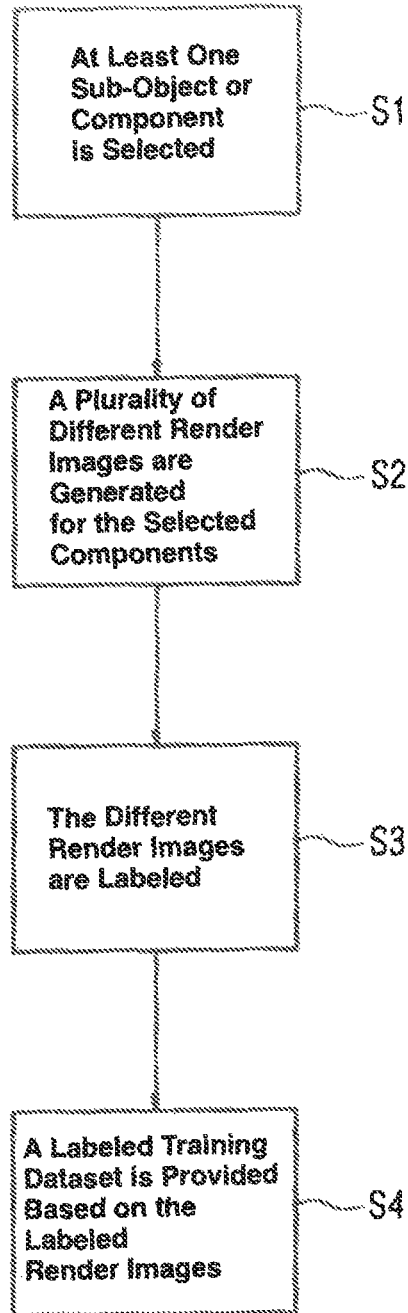 At Least One
Sub-Object or
Component
is Selected
S1
A Plurality of
Different Render
Images are
Generated
for the Selected
Components
S2
The Different
Render Images
are Labeled
S3
A Labeled Training
Dataset is Provided
Based on the
Labeled
Render Images
S4